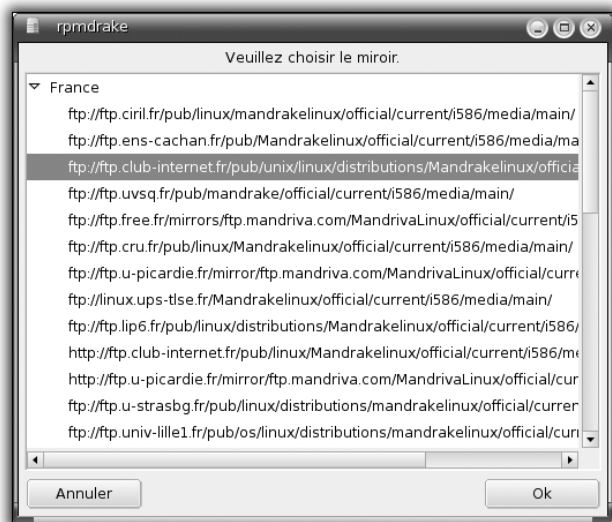 rpmdrake
Veuillez choisir le miroir.
France
ftp://ftp.ciril.fr/pub/linux/mandrakelinux/official/current/i586/media/main/
ftp://ftp.ens-cachan.fr/pub/Mandrakelinux/official/current/i586/media/ma
ftp://ftp.club-internet.fr/pub/unix/linux/distributions/Mandrakelinux/officia
ftp://ftp.uvsq.fr/pub/mandrake/official/current/i586/media/main/
ftp://ftp.free.fr/mirrors/ftp.mandriva.com/MandrivaLinux/official/current/i5
ftp://ftp.cru.fr/pub/linux/Mandrakelinux/official/current/i586/media/main/
ftp://ftp.u-picardie.fr/mirror/ftp.mandriva.com/MandrivaLinux/official/curre
ftp://linux.ups-tlse.fr/Mandrakelinux/official/current/i586/media/main/
ftp://ftp.lip6.fr/pub/linux/distributions/Mandrakelinux/official/current/i586/
http://ftp.club-internet.fr/pub/linux/Mandrakelinux/official/current/i586/me
http://ftp.u-picardie.fr/mirror/ftp.mandriva.com/MandrivaLinux/official/cur
ftp://ftp.u-strasbg.fr/pub/linux/distributions/mandrakelinux/official/curren
ftp://ftp.univ-lille1.fr/pub/os/linux/distributions/mandrakelinux/official/curr
Annuler Ok